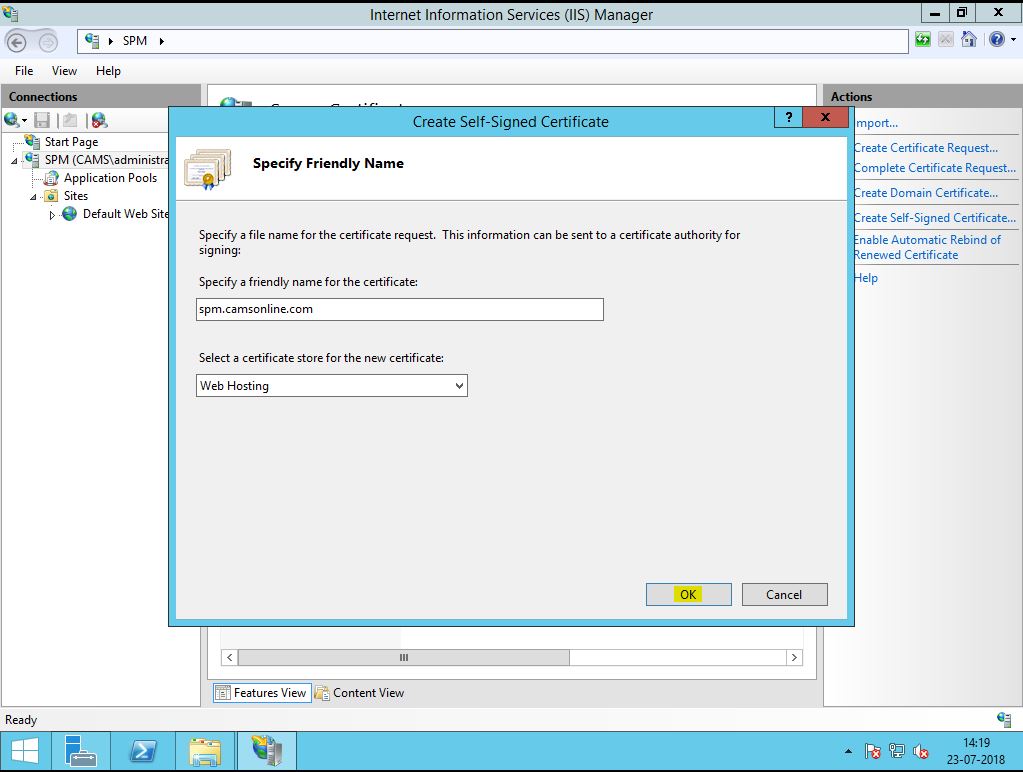 Internet Information Services (IIS) Manager
SPM
File View Help
Connections
Start Page
SPM (CAMS\administra
Application Pools
Sites
Default Web Site
Create Self-Signed Certificate
?
X
Specify Friendly Name
Specify a file name for the certificate request. This information can be sent to a certificate authority for
signing:
Specify a friendly name for the certificate:
spm.camsonline.com
Select a certificate store for the new certificate:
Web Hosting
OK
Cancel
Actions
mport...
Create Certificate Request...
Complete Certificate Request...
Create Domain Certificate...
Create Self-Signed Certificate...
Enable Automatic Rebind of
Renewed Certificate
Help
Features View
Content View
Ready
14:19
23-07-2018